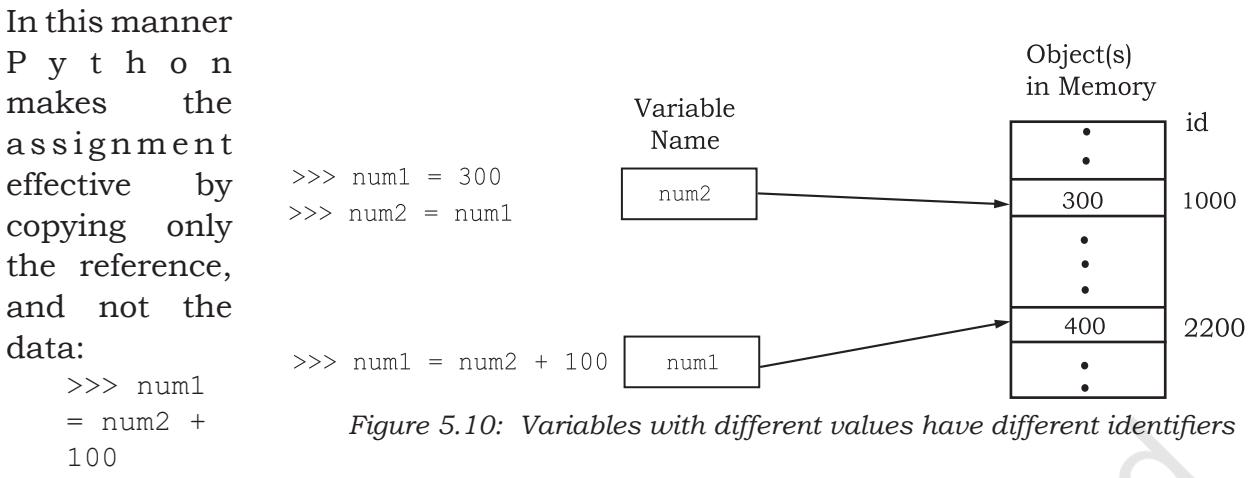 In this manner
Python
makes the
assignment
effective by
copying only
the reference,
and not the
data:
>>> num1
= num2 +
100
Object(s)
in Memory
Variable
Name
id
>>> num1 = 300
>>> num2 = num1
num2
300
1000
>>> num1 = num2 + 100
num1
400
2200
Figure 5.10: Variables with different values have different identifiers